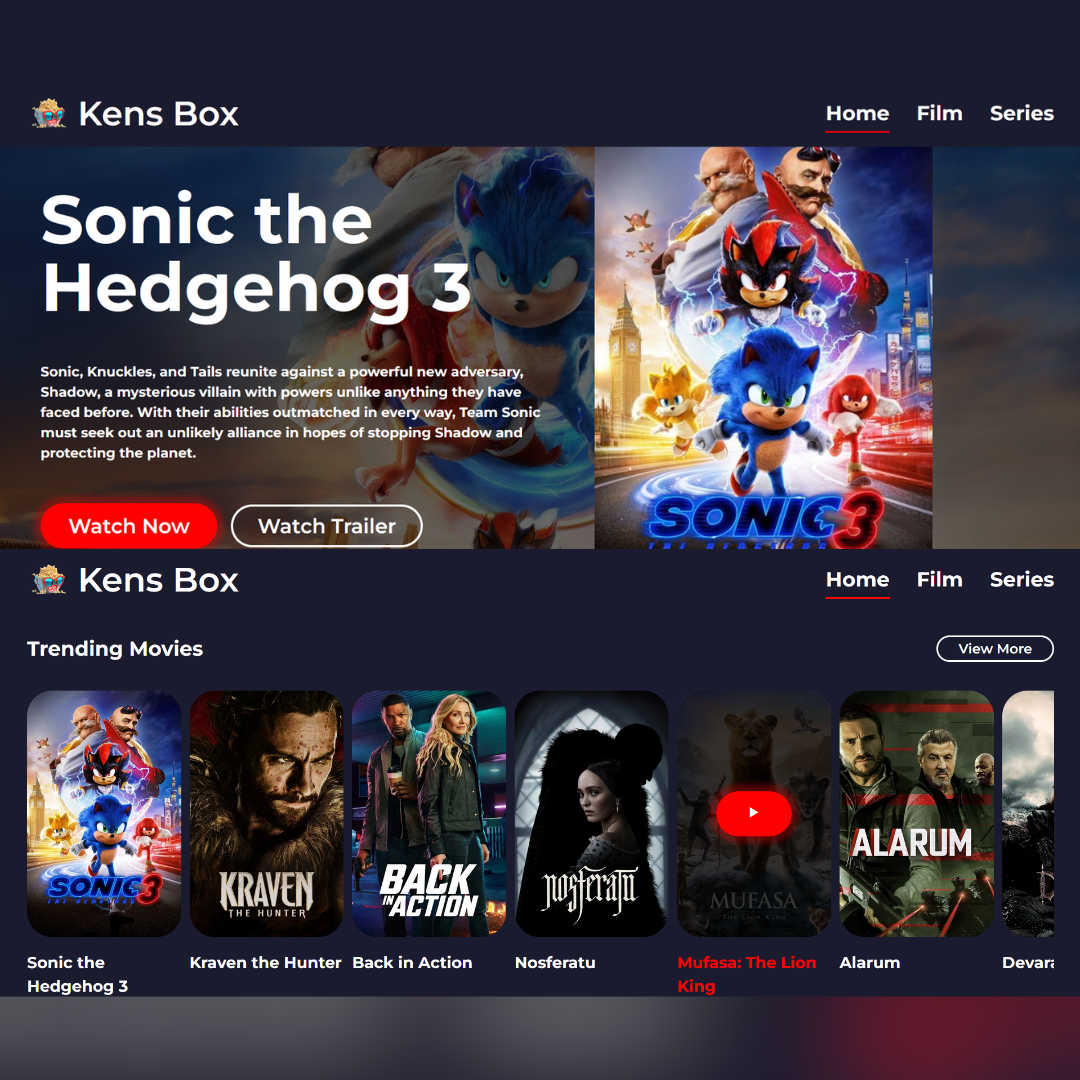 Kens Box
Home Film Series
Sonic the
Hedgehog 3
Sonic, Knuckles, and Tails reunite against a powerful new adversary,
Shadow, a mysterious villain with powers unlike anything they have
faced before. With their abilities outmatched in every way, Team Sonic
must seek out an unlikely alliance in hopes of stopping Shadow and
protecting the planet.
Watch Now Watch Trailer
SONIC 3
Kens Box
Home Film Series
Trending Movies
View More
SONIC 3
THE HEDGEHOG
KRAVEN
THE HUNTER
BACK
IN ACTION
nosferatu
MUFASA
THE LION KING
ALARUM
Sonic the
Hedgehog 3
Kraven the Hunter
Back in Action
Nosferatu
Mufasa: The Lion
King
Alarum